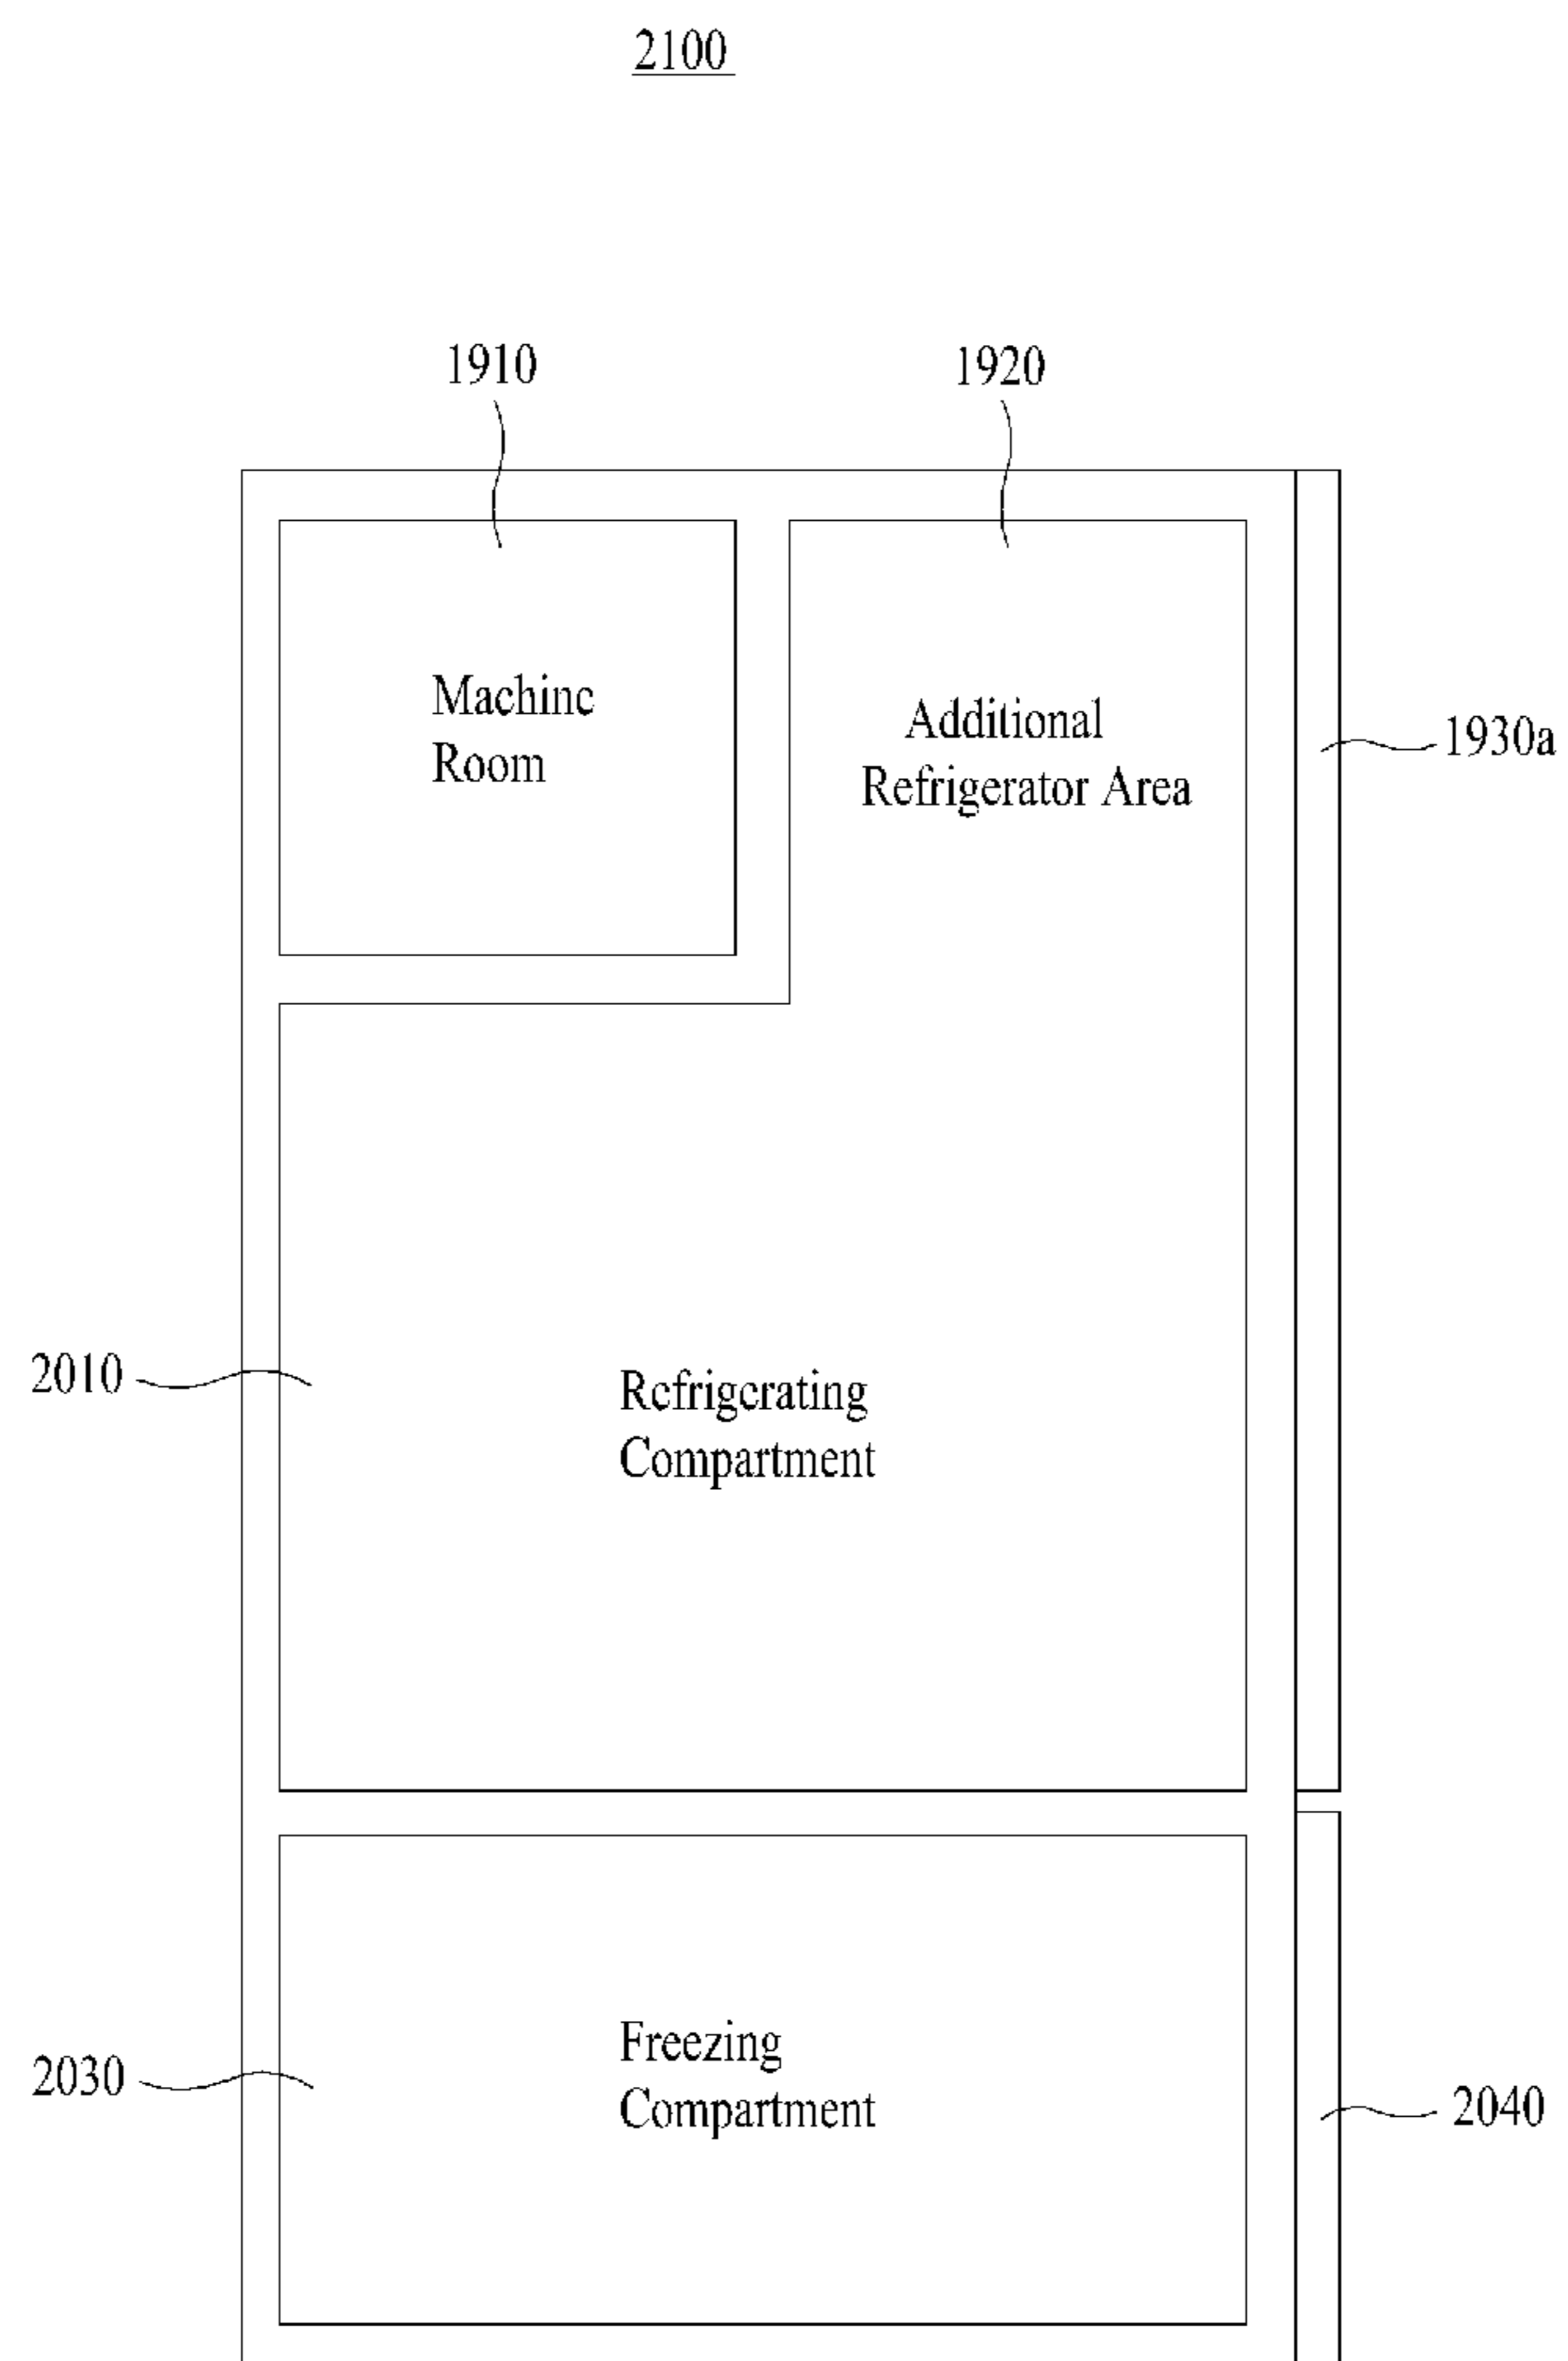 2100
1910
1920
Machine
Room
Additional
Refrigerator Area
1930a
2010
Refrigerating
Compartment
2030
Freezing
Compartment
2040